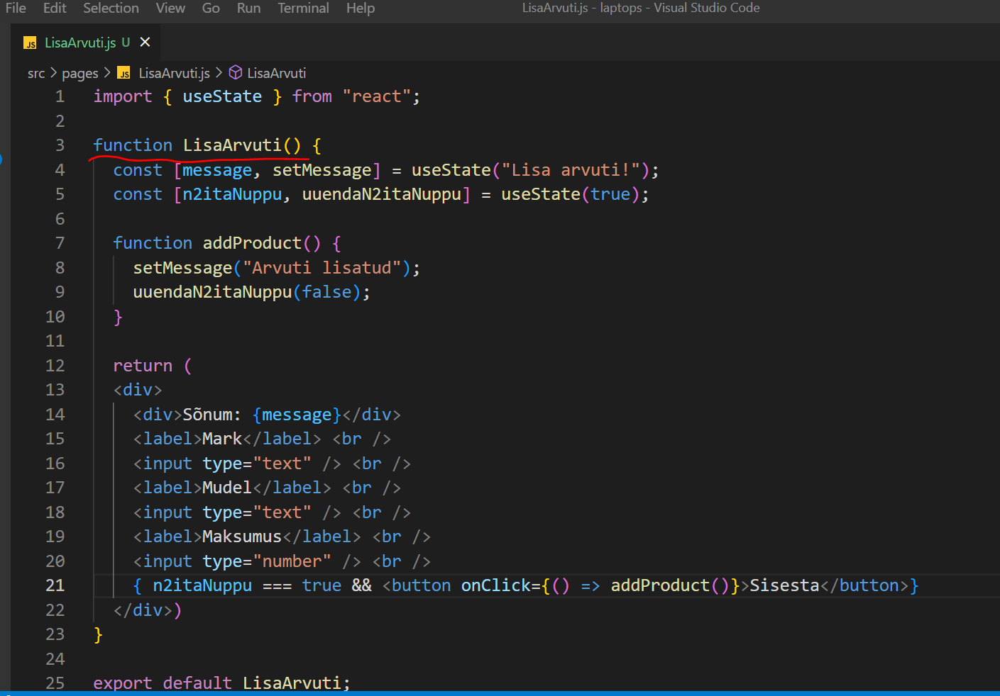 File Edit Selection View Go Run Terminal Help LisaArvuti.js - laptops - Visual Studio Code
JS LisaArvuti.js U ×
src > pages > JS LisaArvuti.js > LisaArvuti
1 import { useState } from "react";
2
3 function LisaArvuti() {
4 const [message, setMessage] = useState("Lisa arvuti!");
5 const [n2itaNuppu, uuendaN2itaNuppu] = useState(true);
6
7 function addProduct() {
8 setMessage("Arvuti lisatud");
9 uuendaN2itaNuppu(false);
10 }
11
12 return (
13 <div>
14 <div>Sõnum: {message}</div>
15 <label>Mark</label> <br />
16 <input type="text" /> <br />
17 <label>Mudel</label> <br />
18 <input type="text" /> <br />
19 <label>Maksumus</label> <br />
20 <input type="number" /> <br />
21 { n2itaNuppu === true && <button onClick={() => addProduct()}>Sisesta</button>}
22 </div>)
23 }
24
25 export default LisaArvuti;